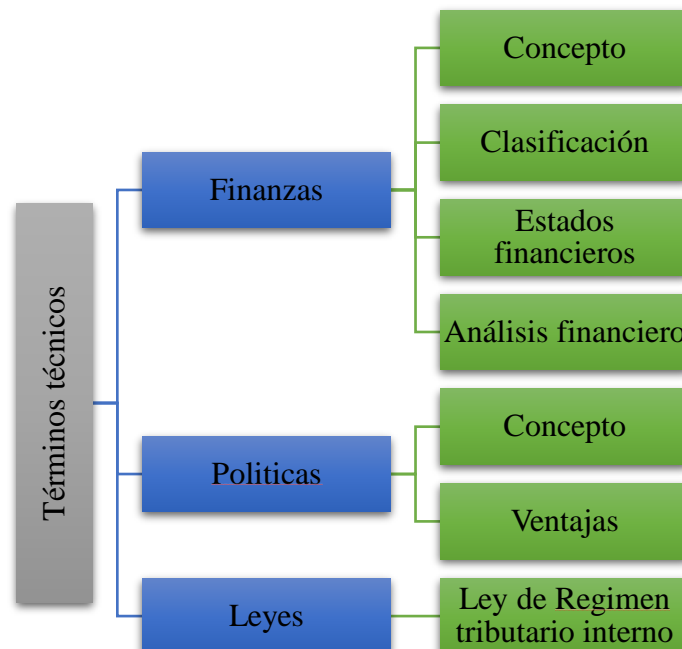 Términos técnicos
Finanzas
Concepto
Clasificación
Estados
financieros
Análisis financiero
Politicas
Concepto
Ventajas
Leyes
Ley de Regimen
tributario interno